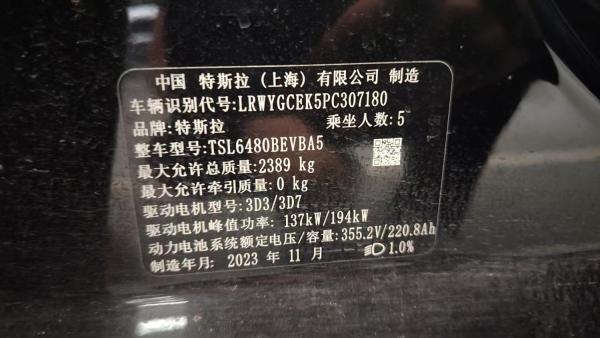 中国 特斯拉 (上海) 有限公司 制造
车辆识别代号:LRWYGCEK5PC307180
品牌:特斯拉 乘坐人数:5
整车型号:TSL6480BEVBA5
最大允许总质量:2389 kg
最大允许牵引质量:0 kg
驱动电机型号:3D3/3D7
驱动电机峰值功率: 137kW/194kW
动力电池系统额定电压/容量:355.2V/220.8Ah
制造年月: 2023 年 11 月 1.0%